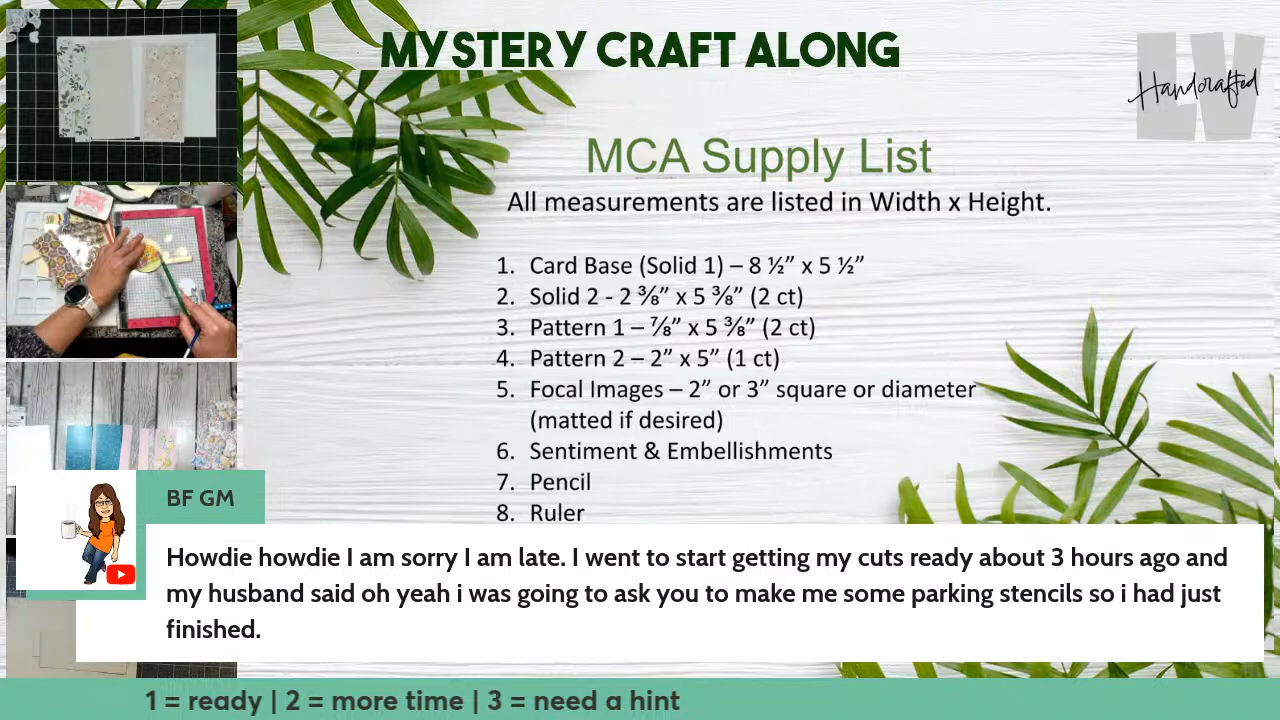 MYSTERY CRAFT ALONG
Handcrafted
LV
MCA Supply List
All measurements are listed in Width x Height.
1. Card Base (Solid 1) – 8 ½” x 5 ½”
2. Solid 2 - 2 ⅜” x 5 ⅜” (2 ct)
3. Pattern 1 – ⅞” x 5 ⅜” (2 ct)
4. Pattern 2 – 2” x 5” (1 ct)
5. Focal Images – 2” or 3” square or diameter
(matted if desired)
6. Sentiment & Embellishments
7. Pencil
8. Ruler
BF GM
Howdie howdie I am sorry I am late. I went to start getting my cuts ready about 3 hours ago and
my husband said oh yeah i was going to ask you to make me some parking stencils so i had just
finished.
1 = ready | 2 = more time | 3 = need a hint